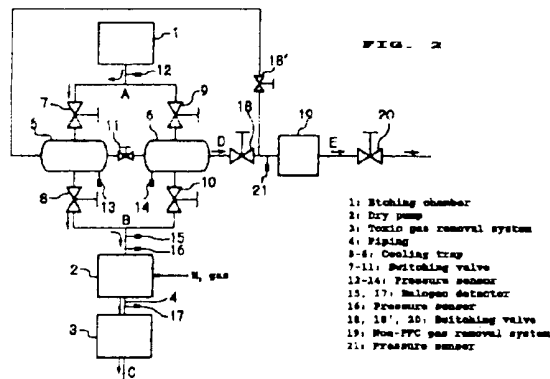 FIG. 2
1
12
A
18'
7
9
5
11
6
D
18
19
E
20
8
13
14
10
21
B
15
16
2
N₂ gas
4
17
3
C
1: Etching chamber
2: Dry pump
3: Toxic gas removal system
4: Piping
5-6: Cooling tray
7-11: Switching valve
12-14: Pressure sensor
15, 17: Halogen detector
16: Pressure sensor
18, 18', 20: Switching valve
19: Non-PFC gas removal system
21: Pressure sensor